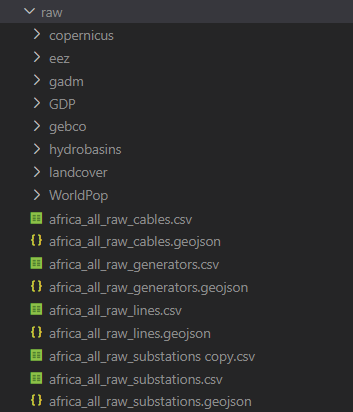 raw
copernicus
eez
gadm
GDP
gebco
hydrobasins
landcover
WorldPop
africa_all_raw_cables.csv
africa_all_raw_cables.geojson
africa_all_raw_generators.csv
africa_all_raw_generators.geojson
africa_all_raw_lines.csv
africa_all_raw_lines.geojson
africa_all_raw_substations copy.csv
africa_all_raw_substations.csv
africa_all_raw_substations.geojson